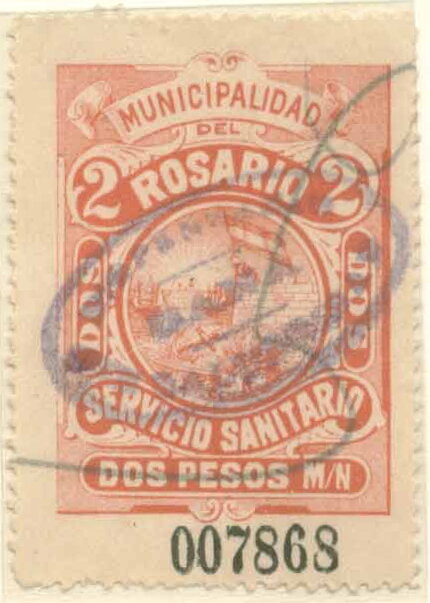 MUNICIPALIDAD
DEL
2 ROSARIO 2
DOS DOS
SERVICIO SANITARIO
DOS PESOS M/N
007868